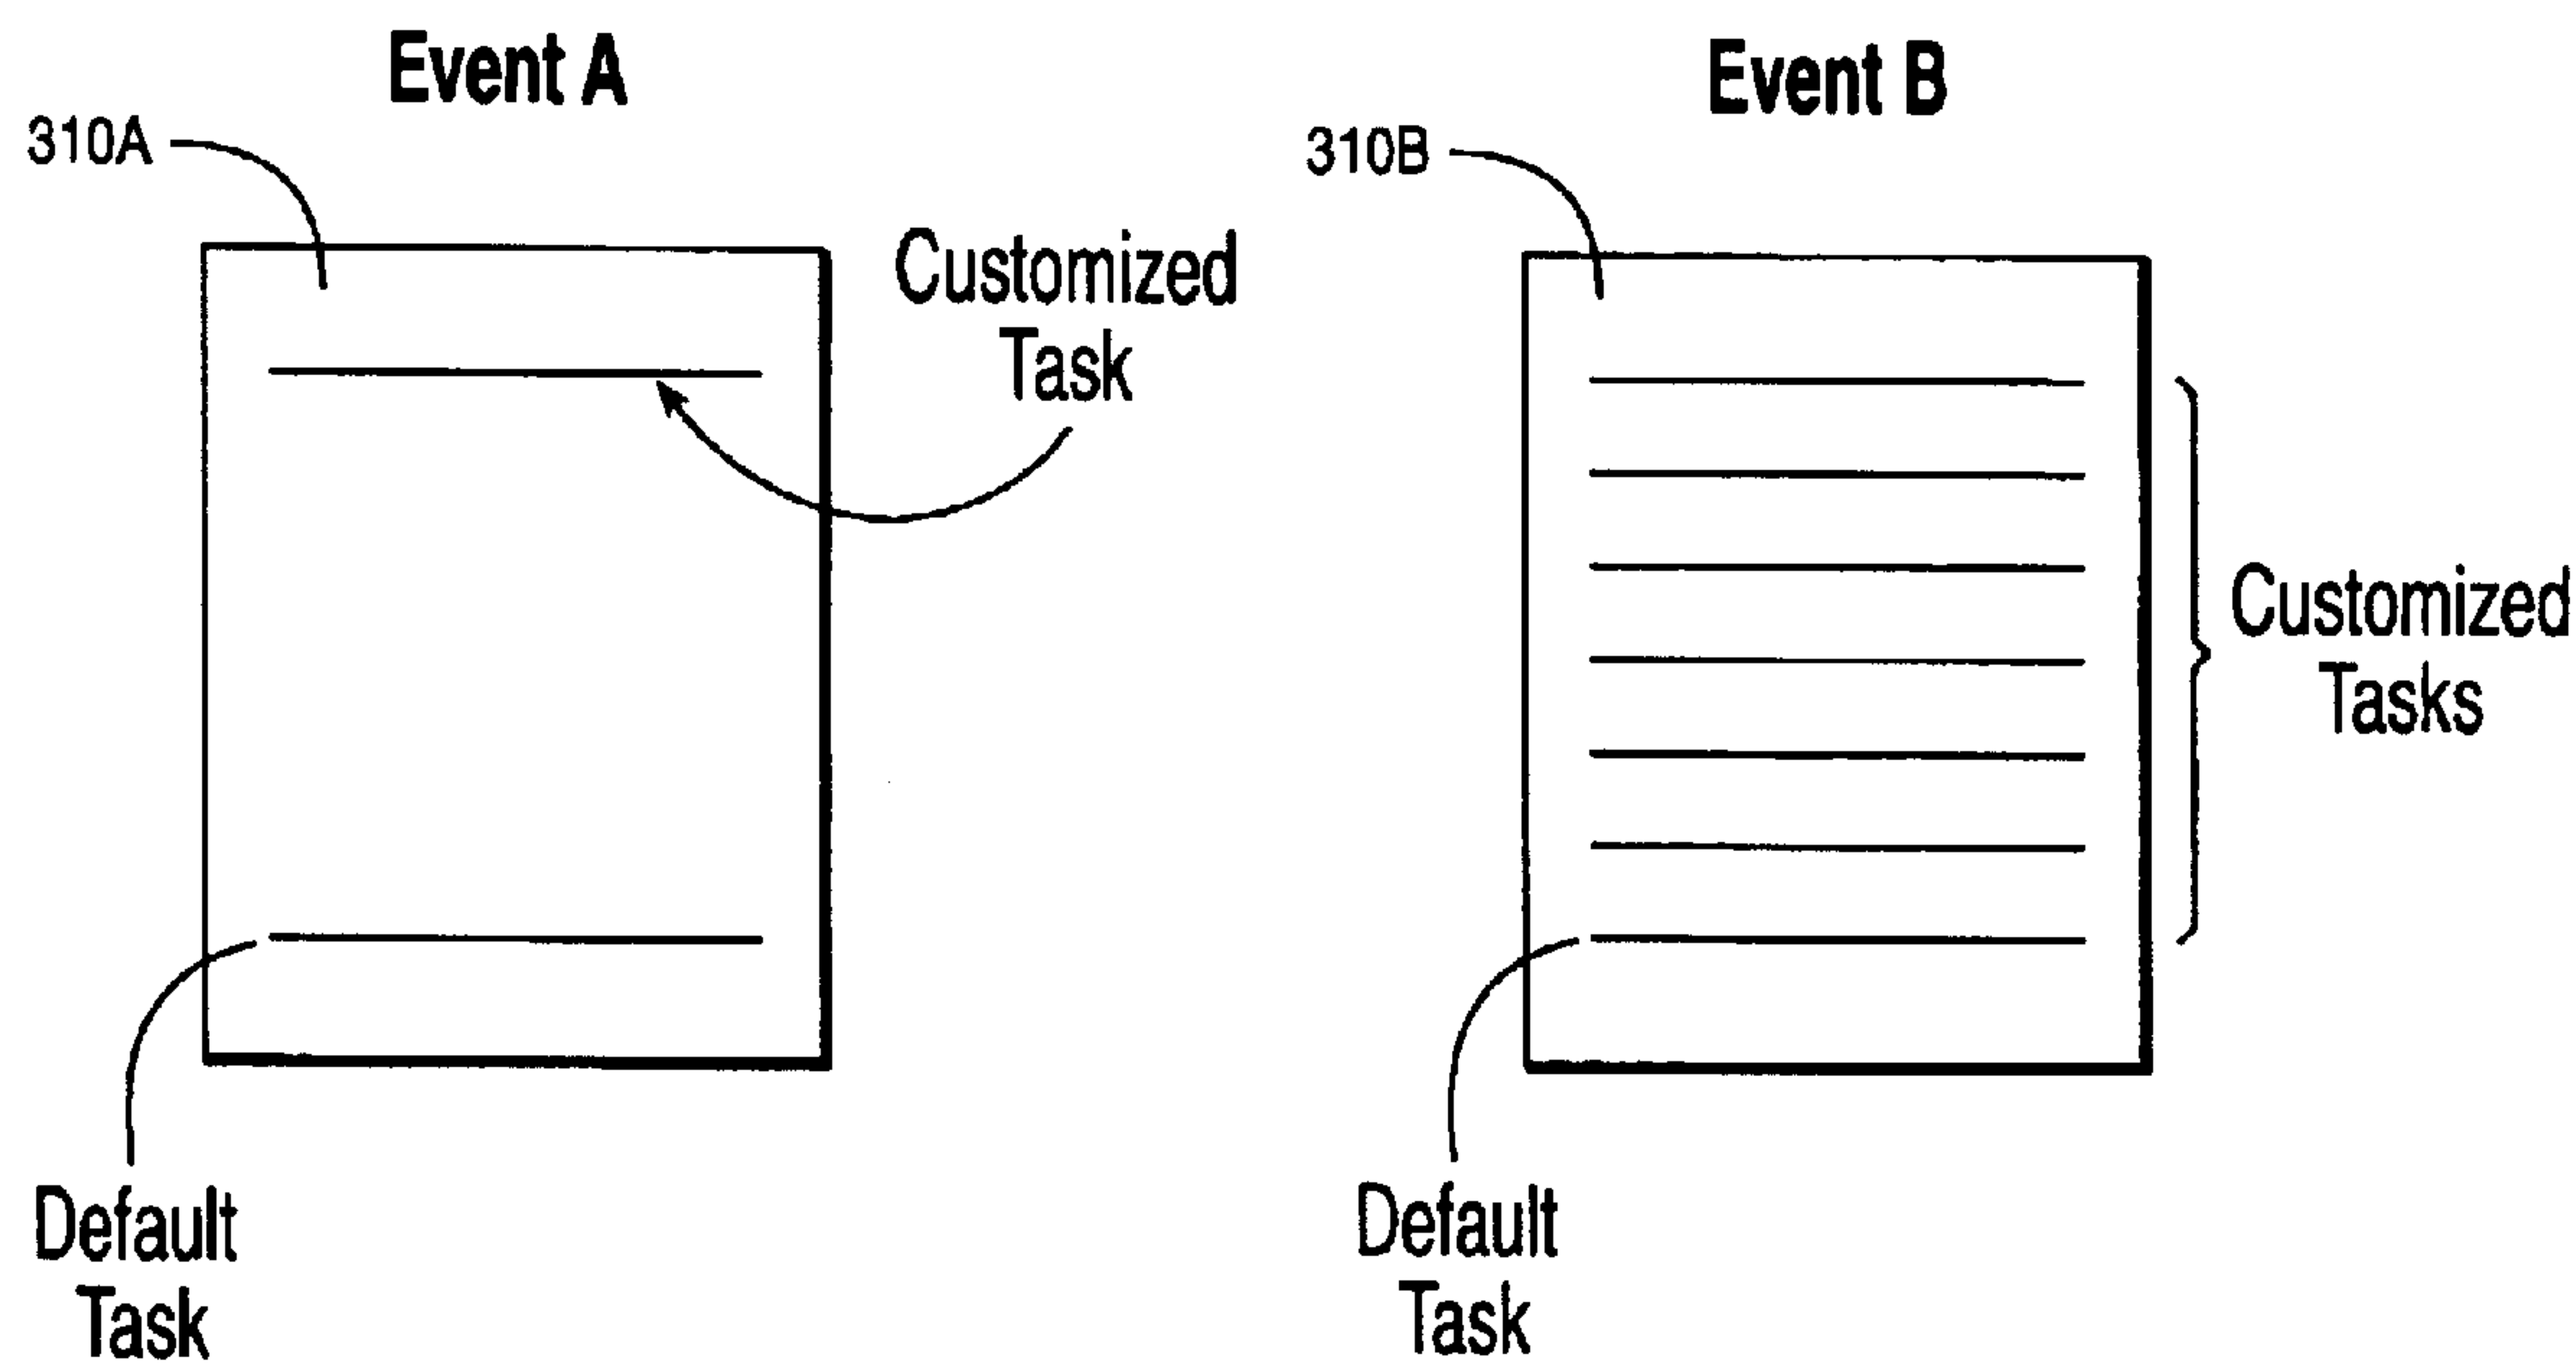 Event A
310A
Customized
Task
Default
Task
Event B
310B
Customized
Tasks
Default
Task